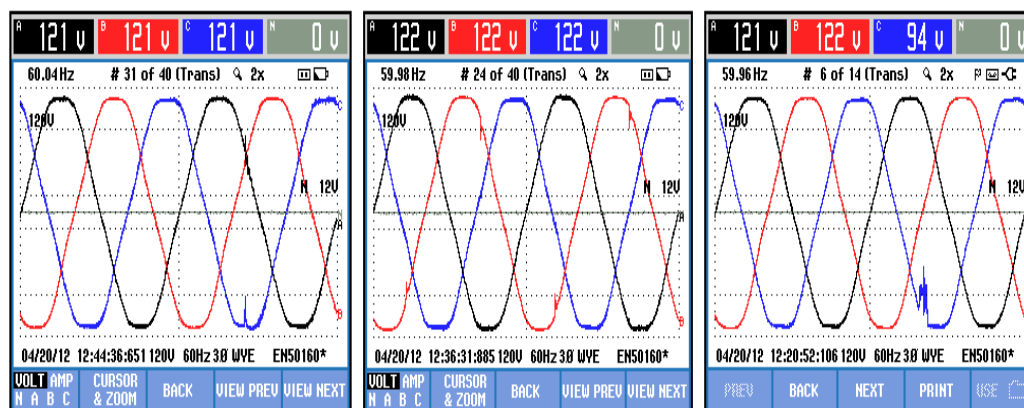 A 121 V B 121 V C 121 V N 0 V
60.04Hz # 31 of 40 (Trans) 2x
120V
N 12V
C
N
A
B
04/20/12 12:44:36:651 120V 60Hz 3Ø WYE EN50160*
VOLT AMP
N A B C
CURSOR
& ZOOM
BACK
VIEW PREV
VIEW NEXT
A 122 V B 122 V C 122 V N 0 V
59.98Hz # 24 of 40 (Trans) 2x
120V
N 12V
C
A
B
04/20/12 12:36:31:885 120V 60Hz 3Ø WYE EN50160*
VOLT AMP
N A B C
CURSOR
& ZOOM
BACK
VIEW PREV
VIEW NEXT
A 121 V B 122 V C 94 V N 0 V
59.96Hz # 6 of 14 (Trans) 2x P
120V
N 12V
04/20/12 12:20:52:106 120V 60Hz 3Ø WYE EN50160*
PREV
BACK
NEXT
PRINT
USE